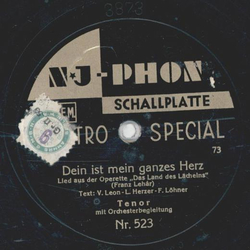 3873
N J-PHON
SCHALLPLATTE
TRO SPECIAL
73
Dein ist mein ganzes Herz
Lied aus der Operette „Das Land des Lächelns"
(Franz Lehár)
Text: V. Leon - L. Herzer - F. Löhner
Tenor
mit Orchesterbegleitung
Nr. 523